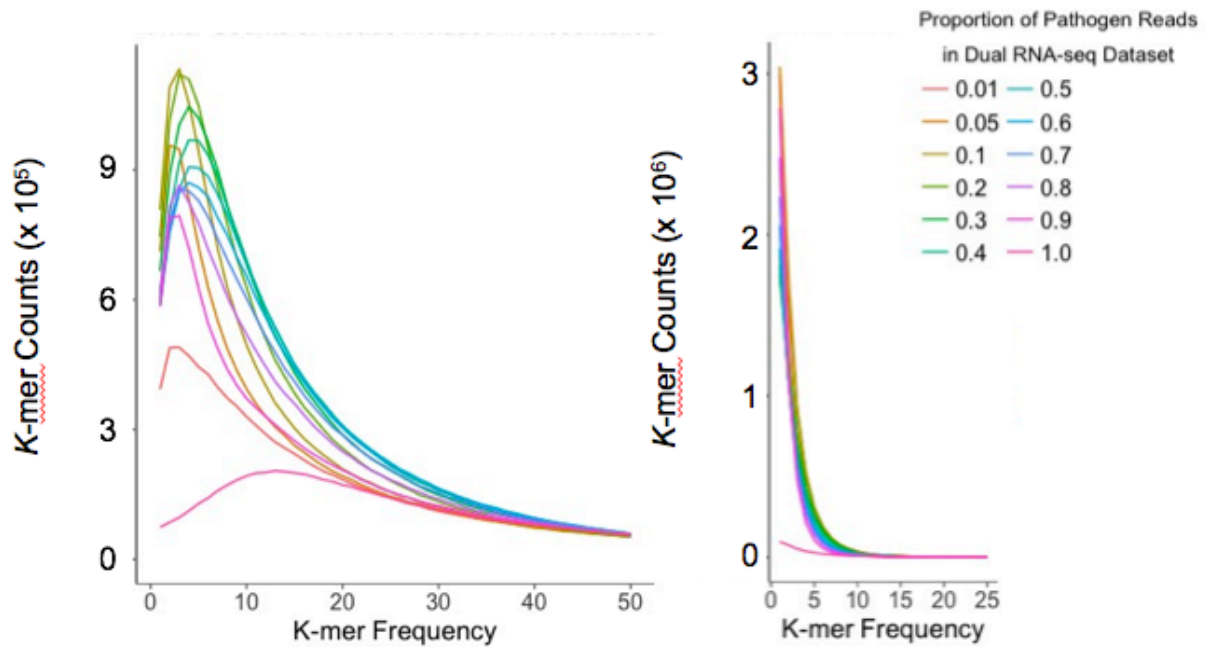 Proportion of Pathogen Reads
in Dual RNA-seq Dataset
0.01 0.5
0.05 0.6
0.1 0.7
0.2 0.8
0.3 0.9
0.4 1.0
K-mer Counts (x 10⁵)
9
6
3
0
0 10 20 30 40 50
K-mer Frequency
K-mer Counts (x 10⁶)
3
2
1
0
0 5 10 15 20 25
K-mer Frequency